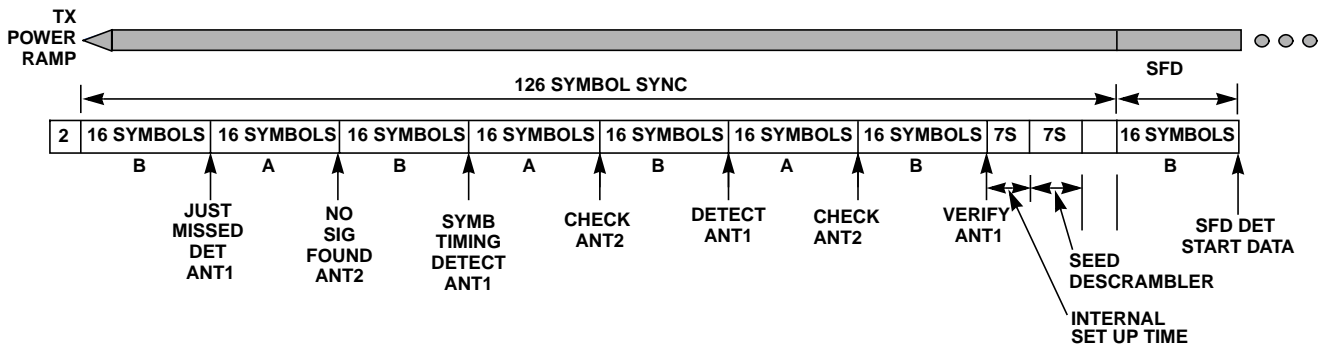 TX
POWER
RAMP
SFD
126 SYMBOL SYNC
2 16 SYMBOLS 16 SYMBOLS 16 SYMBOLS 16 SYMBOLS 16 SYMBOLS 16 SYMBOLS 16 SYMBOLS 7S 7S 16 SYMBOLS
B A B A B A B B
JUST
MISSED
DET
ANT1
NO
SIG
FOUND
ANT2
SYMB
TIMING
DETECT
ANT1
CHECK
ANT2
DETECT
ANT1
CHECK
ANT2
VERIFY
ANT1
SFD DET
START DATA
SEED
DESCRAMBLER
INTERNAL
SET UP TIME